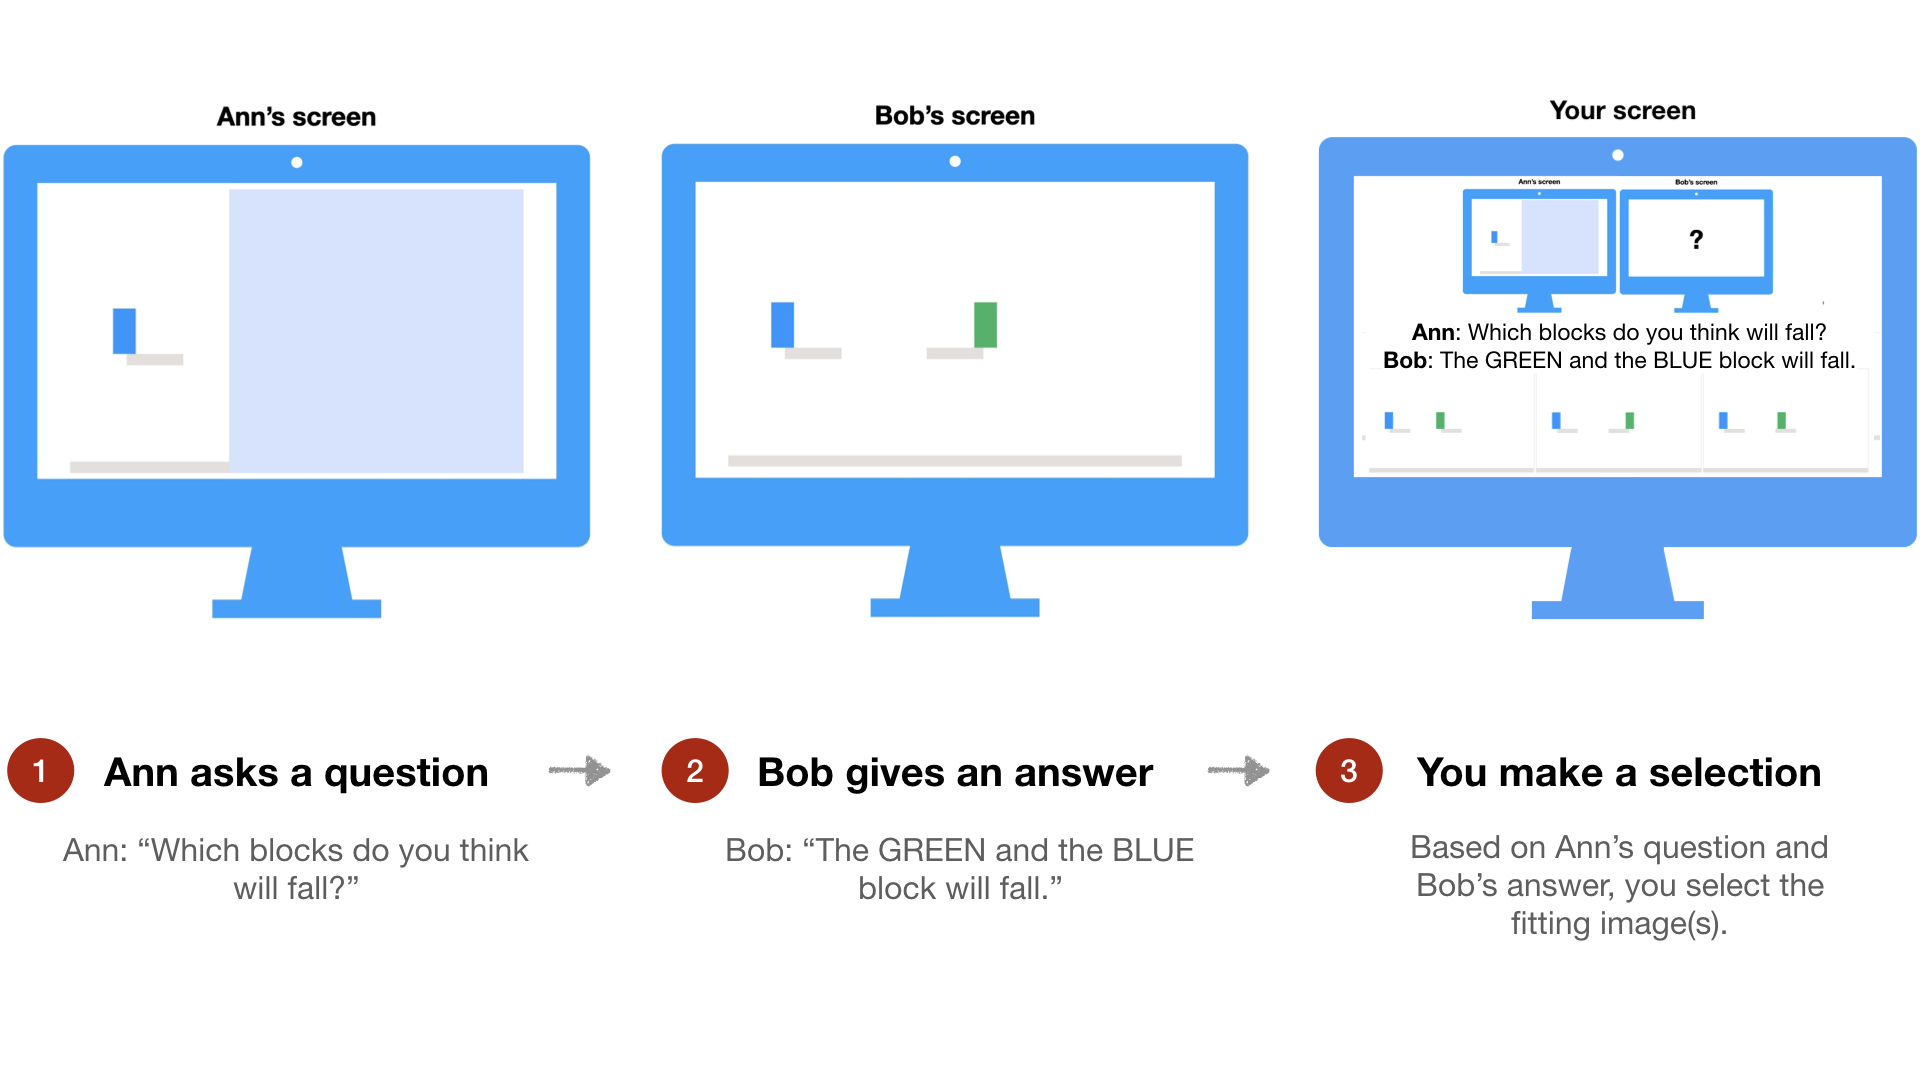 Ann’s screen
Bob’s screen
Your screen
Ann’s screen
Bob’s screen
?
Ann: Which blocks do you think will fall?
Bob: The GREEN and the BLUE block will fall.
1 Ann asks a question
Ann: “Which blocks do you think
will fall?”
2 Bob gives an answer
Bob: “The GREEN and the BLUE
block will fall.”
3 You make a selection
Based on Ann’s question and
Bob’s answer, you select the
fitting image(s).